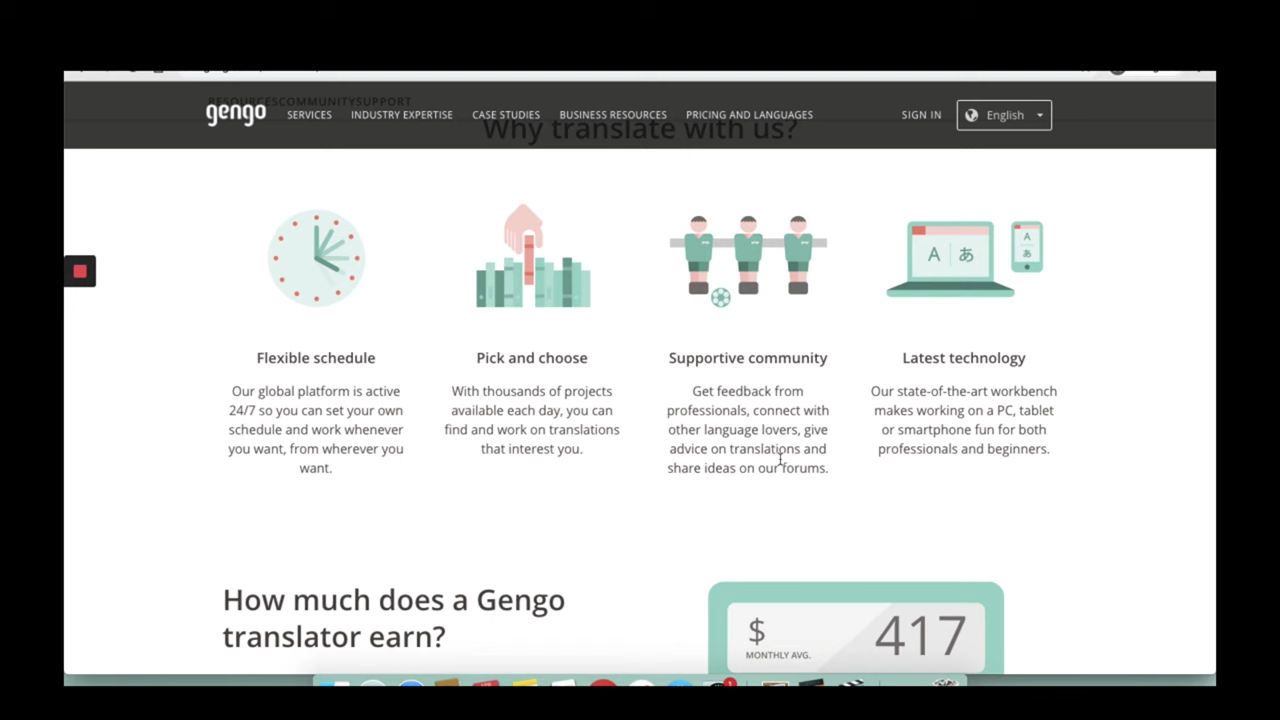 RESOURCESCOMMUNITYSUPPORT
gengo SERVICES INDUSTRY EXPERTISE CASE STUDIES BUSINESS RESOURCES PRICING AND LANGUAGES SIGN IN English
Why translate with us?
A あ
A
あ
Flexible schedule
Our global platform is active
24/7 so you can set your own
schedule and work whenever
you want, from wherever you
want.
Pick and choose
With thousands of projects
available each day, you can
find and work on translations
that interest you.
Supportive community
Get feedback from
professionals, connect with
other language lovers, give
advice on translations and
share ideas on our forums.
Latest technology
Our state-of-the-art workbench
makes working on a PC, tablet
or smartphone fun for both
professionals and beginners.
How much does a Gengo
translator earn?
$ 417
MONTHLY AVG.
1